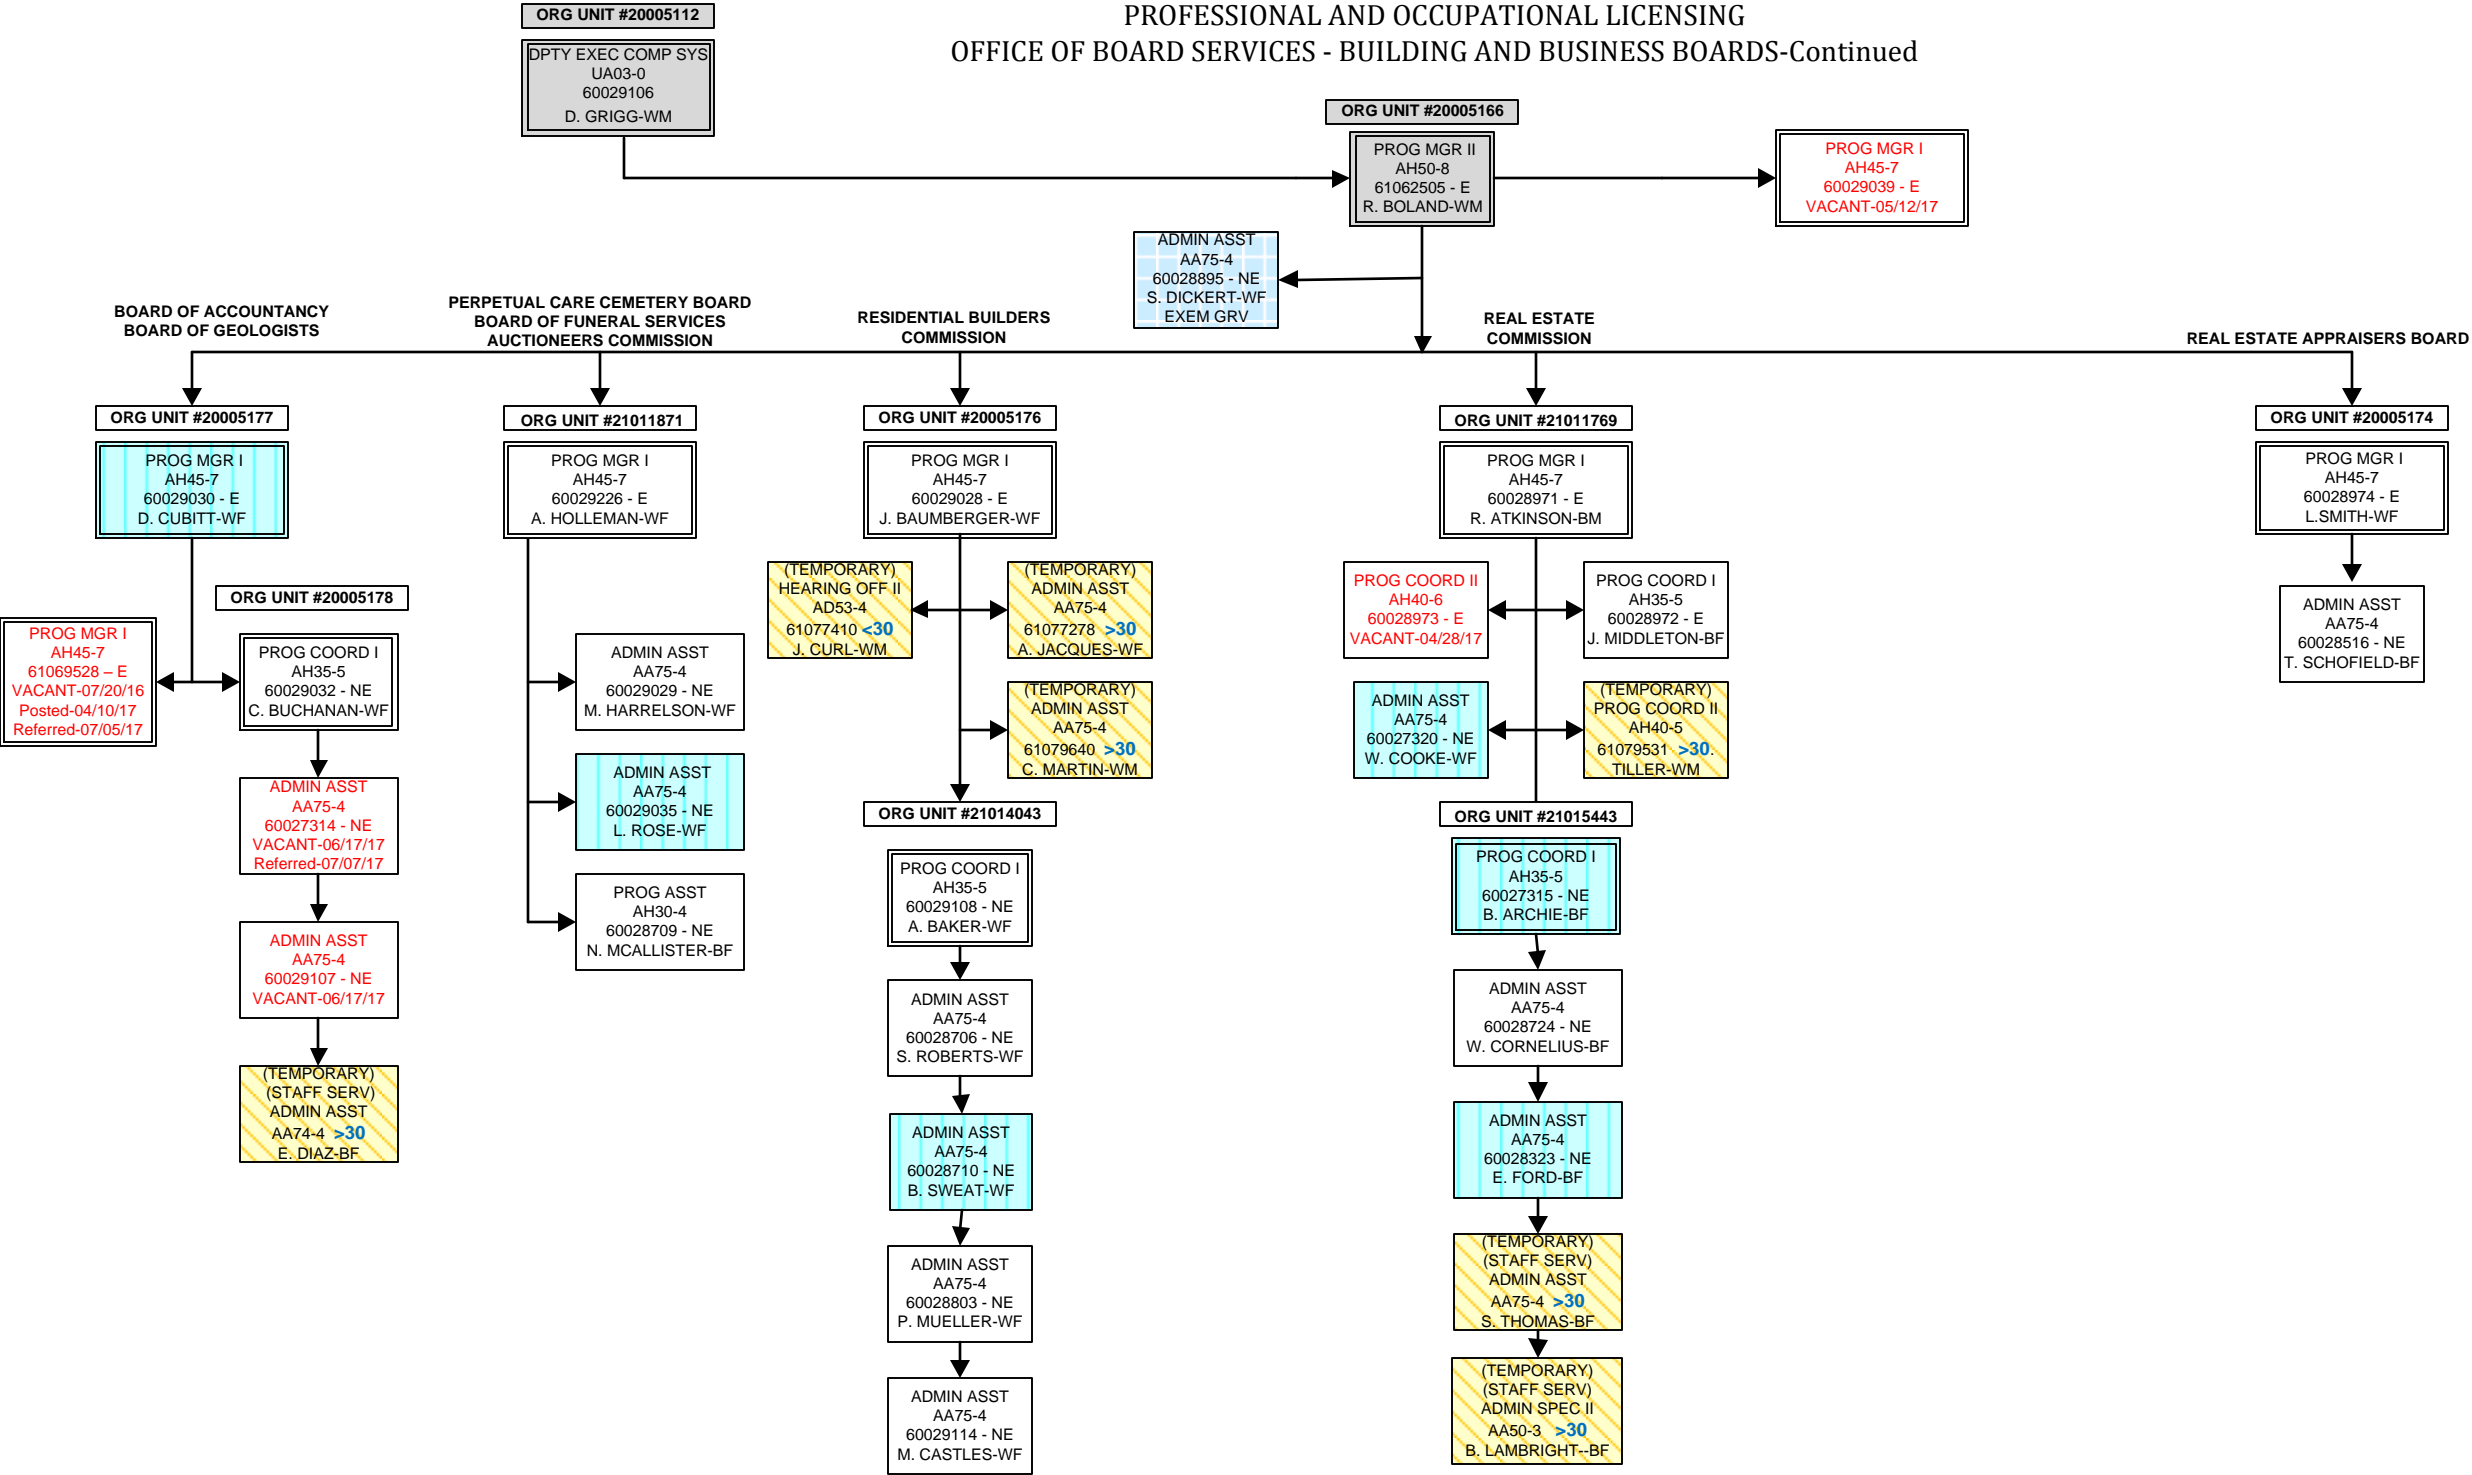 PROFESSIONAL AND OCCUPATIONAL LICENSING
OFFICE OF BOARD SERVICES - BUILDING AND BUSINESS BOARDS-Continued
ORG UNIT #20005112
DPTY EXEC COMP SYS
UA03-0
60029106
D. GRIGG-WM
ORG UNIT #20005166
PROG MGR II
AH50-8
61062505 - E
R. BOLAND-WM
PROG MGR I
AH45-7
60029039 - E
VACANT-05/12/17
ADMIN ASST
AA75-4
60028895 - NE
S. DICKERT-WF
EXEM GRV
BOARD OF ACCOUNTANCY
BOARD OF GEOLOGISTS
PERPETUAL CARE CEMETERY BOARD
BOARD OF FUNERAL SERVICES
AUCTIONEERS COMMISSION
RESIDENTIAL BUILDERS
COMMISSION
REAL ESTATE
COMMISSION
REAL ESTATE APPRAISERS BOARD
ORG UNIT #20005177
PROG MGR I
AH45-7
60029030 - E
D. CUBITT-WF
ORG UNIT #20005178
PROG MGR I
AH45-7
61069528 – E
VACANT-07/20/16
Posted-04/10/17
Referred-07/05/17
PROG COORD I
AH35-5
60029032 - NE
C. BUCHANAN-WF
ADMIN ASST
AA75-4
60027314 - NE
VACANT-06/17/17
Referred-07/07/17
ADMIN ASST
AA75-4
60029107 - NE
VACANT-06/17/17
(TEMPORARY)
(STAFF SERV)
ADMIN ASST
AA74-4 >30
E. DIAZ-BF
ORG UNIT #21011871
PROG MGR I
AH45-7
60029226 - E
A. HOLLEMAN-WF
ADMIN ASST
AA75-4
60029029 - NE
M. HARRELSON-WF
ADMIN ASST
AA75-4
60029035 - NE
L. ROSE-WF
PROG ASST
AH30-4
60028709 - NE
N. MCALLISTER-BF
ORG UNIT #20005176
PROG MGR I
AH45-7
60029028 - E
J. BAUMBERGER-WF
(TEMPORARY)
HEARING OFF II
AD53-4
61077410 <30
J. CURL-WM
(TEMPORARY)
ADMIN ASST
AA75-4
61077278 >30
A. JACQUES-WF
(TEMPORARY)
ADMIN ASST
AA75-4
61079640 >30
C. MARTIN-WM
ORG UNIT #21014043
PROG COORD I
AH35-5
60029108 - NE
A. BAKER-WF
ADMIN ASST
AA75-4
60028706 - NE
S. ROBERTS-WF
ADMIN ASST
AA75-4
60028710 - NE
B. SWEAT-WF
ADMIN ASST
AA75-4
60028803 - NE
P. MUELLER-WF
ADMIN ASST
AA75-4
60029114 - NE
M. CASTLES-WF
ORG UNIT #21011769
PROG MGR I
AH45-7
60028971 - E
R. ATKINSON-BM
PROG COORD II
AH40-6
60028973 - E
VACANT-04/28/17
PROG COORD I
AH35-5
60028972 - E
J. MIDDLETON-BF
ADMIN ASST
AA75-4
60027320 - NE
W. COOKE-WF
(TEMPORARY)
PROG COORD II
AH40-5
61079531 >30.
TILLER-WM
ORG UNIT #21015443
PROG COORD I
AH35-5
60027315 - NE
B. ARCHIE-BF
ADMIN ASST
AA75-4
60028724 - NE
W. CORNELIUS-BF
ADMIN ASST
AA75-4
60028323 - NE
E. FORD-BF
(TEMPORARY)
(STAFF SERV)
ADMIN ASST
AA75-4 >30
S. THOMAS-BF
(TEMPORARY)
(STAFF SERV)
ADMIN SPEC II
AA50-3 >30
B. LAMBRIGHT--BF
ORG UNIT #20005174
PROG MGR I
AH45-7
60028974 - E
L.SMITH-WF
ADMIN ASST
AA75-4
60028516 - NE
T. SCHOFIELD-BF